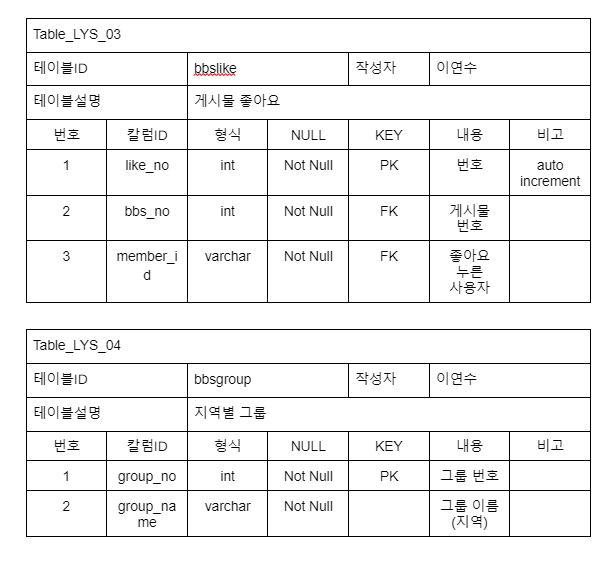 Table_LYS_03
테이블ID bbslike 작성자 이연수
테이블설명 게시물 좋아요
번호 칼럼ID 형식 NULL KEY 내용 비고
1 like_no int Not Null PK 번호 auto
increment
2 bbs_no int Not Null FK 게시물
번호
3 member_i varchar Not Null FK 좋아요
d 누른
사용자
Table_LYS_04
테이블ID bbsgroup 작성자 이연수
테이블설명 지역별 그룹
번호 칼럼ID 형식 NULL KEY 내용 비고
1 group_no int Not Null PK 그룹 번호
2 group_na varchar Not Null 그룹 이름
me (지역)